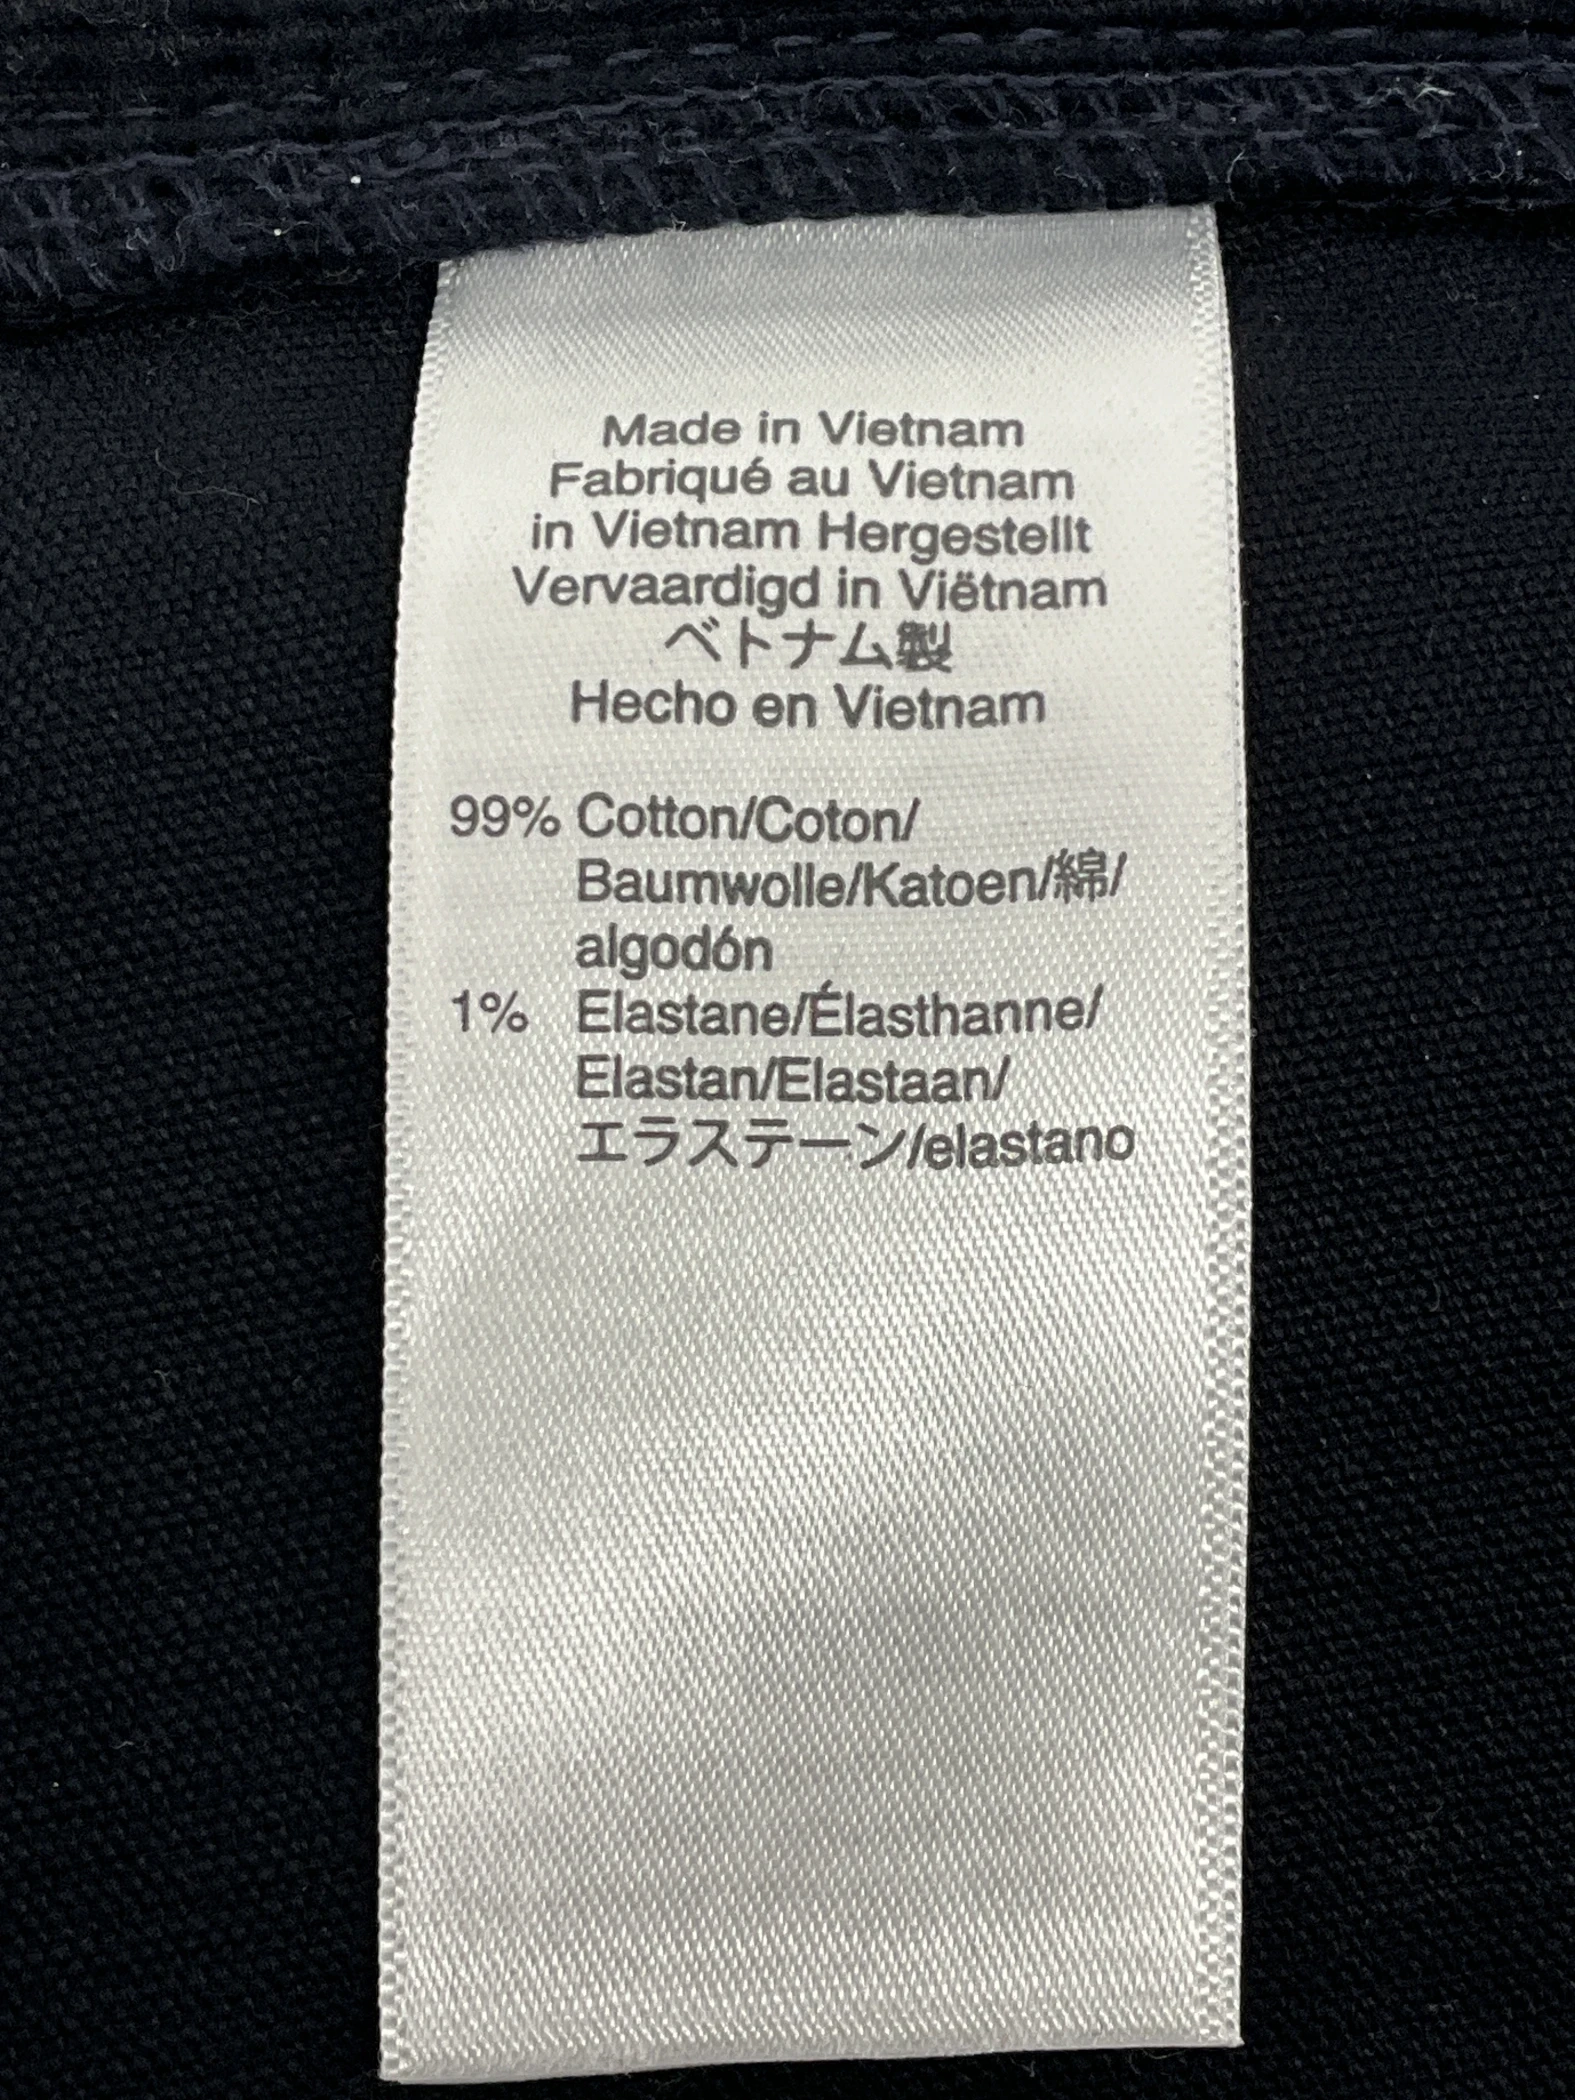 Made in Vietnam
Fabriqué au Vietnam
in Vietnam Hergestellt
Vervaardigd in Viëtnam
ベトナム製
Hecho en Vietnam
99% Cotton/Coton/
Baumwolle/Katoen/綿/
algodón
1% Elastane/Élasthanne/
Elastan/Elastaan/
エラステーン/elastano